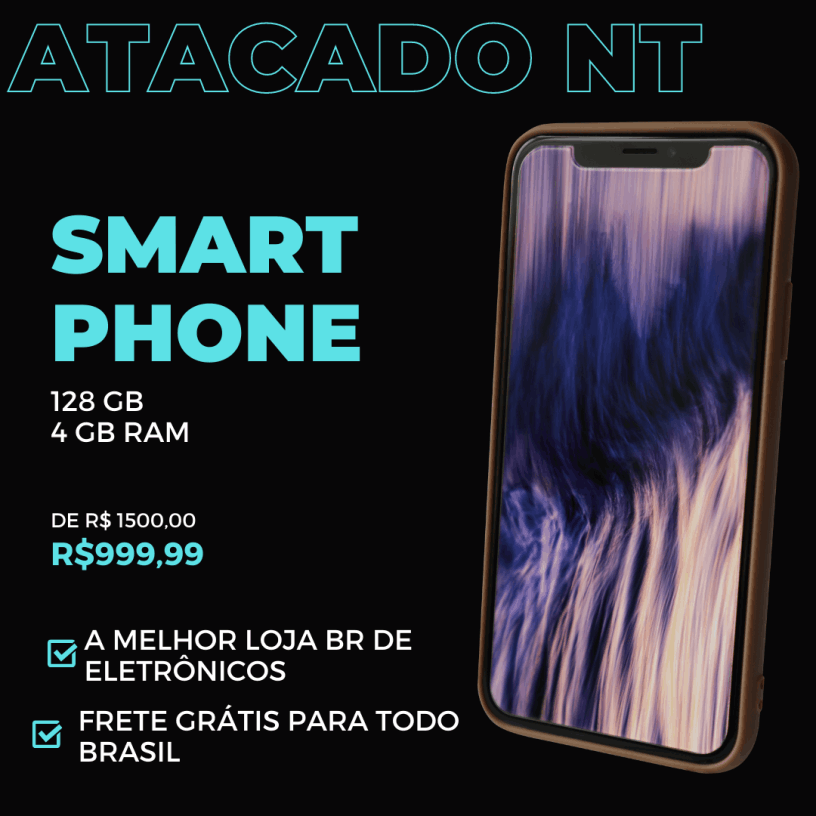 ATACADO NT
SMART
PHONE
128 GB
4 GB RAM
DE R$ 1500,00
R$999,99
A MELHOR LOJA BR DE
ELETRÔNICOS
FRETE GRÁTIS PARA TODO
BRASIL